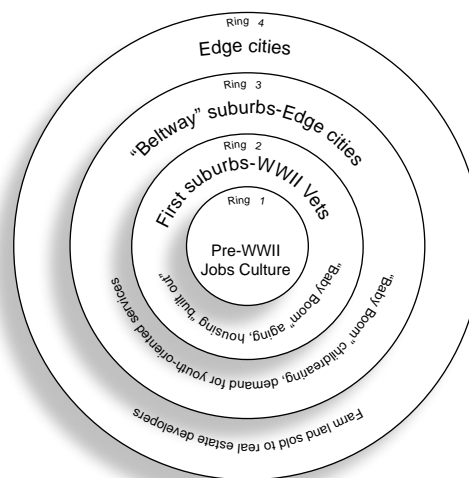 Ring 4
Edge cities
Ring 3
"Beltway" suburbs-Edge cities
Ring 2
First suburbs-WWII Vets
Ring 1
Pre-WWII
Jobs Culture
"Baby Boom" aging, housing "built out"
"Baby Boom" childrearing, demand for youth-oriented services
Farm land sold to real estate developers